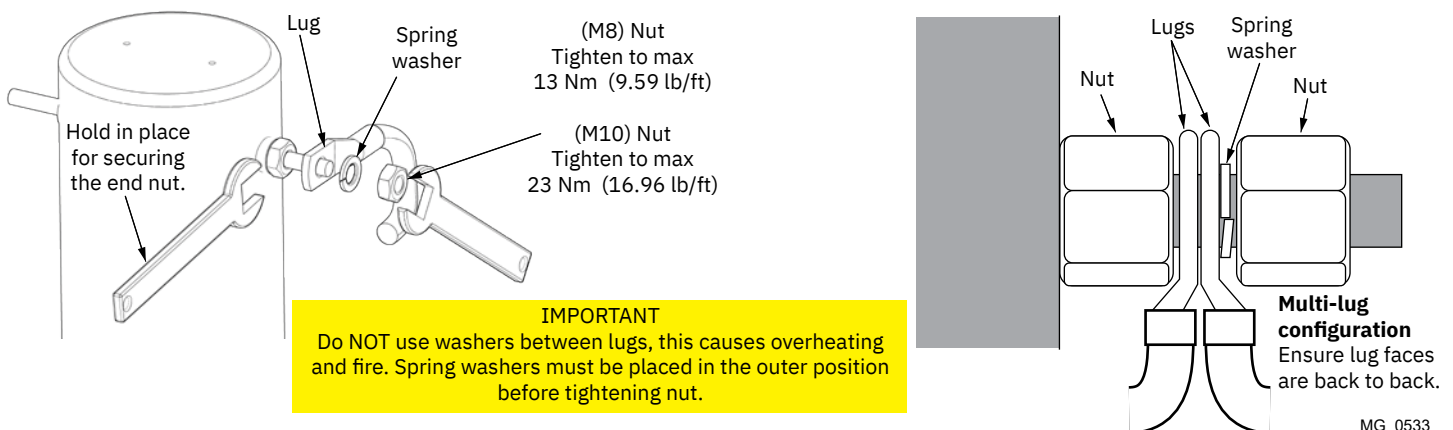 Lug
Spring
washer
(M8) Nut
Tighten to max
13 Nm (9.59 lb/ft)
(M10) Nut
Tighten to max
23 Nm (16.96 lb/ft)
Hold in place
for securing
the end nut.
IMPORTANT
Do NOT use washers between lugs, this causes overheating
and fire. Spring washers must be placed in the outer position
before tightening nut.
Lugs
Spring
washer
Nut
Nut
Multi-lug
configuration
Ensure lug faces
are back to back.
MG_0533